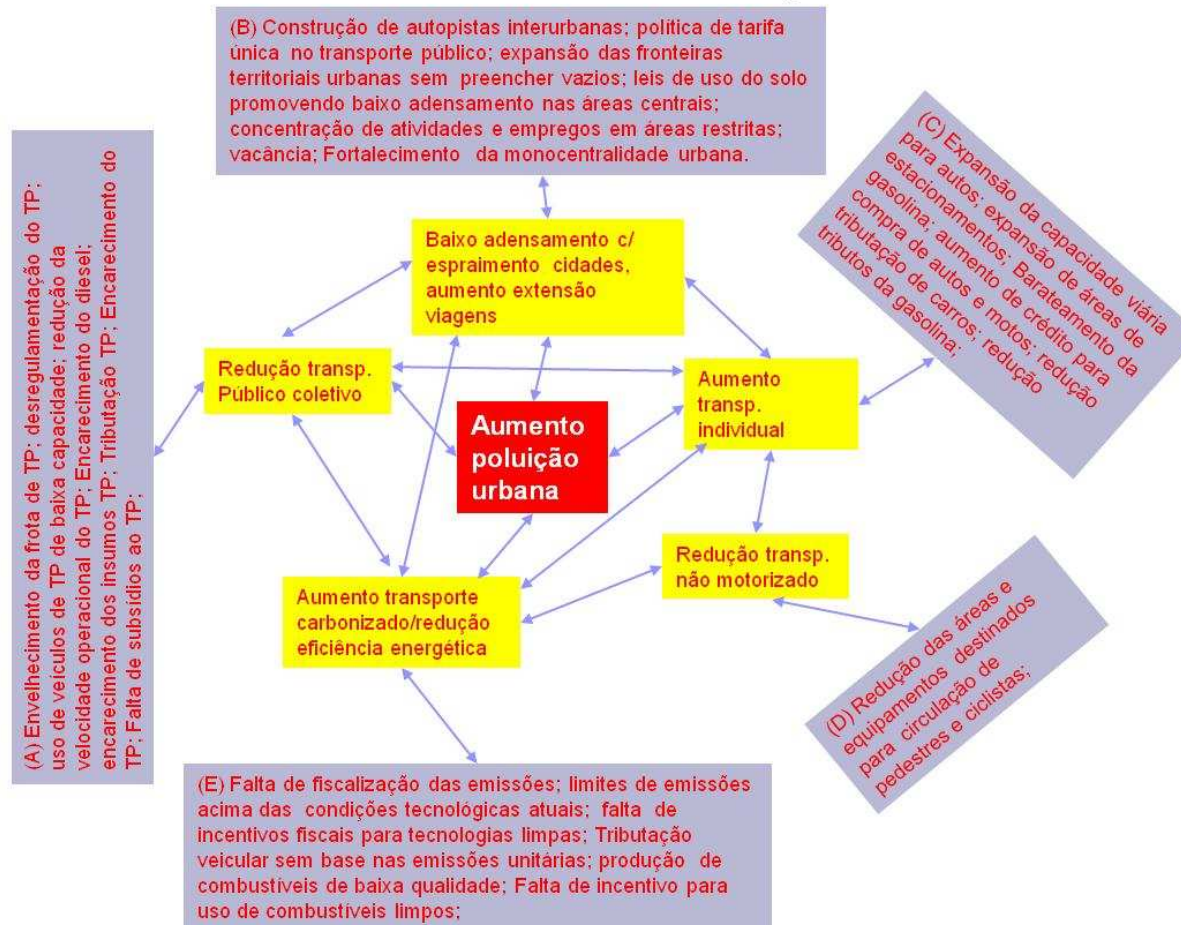 (B) Construção de autopistas interurbanas; política de tarifa
única no transporte público; expansão das fronteiras
territoriais urbanas sem preencher vazios; leis de uso do solo
promovendo baixo adensamento nas áreas centrais;
concentração de atividades e empregos em áreas restritas;
vacância; Fortalecimento da monocentralidade urbana.
(A) Envelhecimento da frota de TP; desregulamentação do TP;
uso de veículos de TP de baixa capacidade; redução da
velocidade operacional do TP; Encarecimento do diesel;
encarecimento dos insumos TP; Tributação TP; Encarecimento do
TP; Falta de subsídios ao TP;
(C) Expansão da capacidade viária
para autos; expansão de áreas de
estacionamentos; Barateamento da
gasolina; aumento de crédito para
compra de autos e motos; redução
tributação de carros; redução
tributos da gasolina;
Baixo adensamento c/
espraimento cidades,
aumento extensão
viagens
Redução transp.
Público coletivo
Aumento
transp.
individual
Aumento
poluição
urbana
Redução transp.
não motorizado
Aumento transporte
carbonizado/redução
eficiência energética
(D) Redução das áreas e
equipamentos destinados
para circulação de
pedestres e ciclistas;
(E) Falta de fiscalização das emissões; limites de emissões
acima das condições tecnológicas atuais; falta de
incentivos fiscais para tecnologias limpas; Tributação
veicular sem base nas emissões unitárias; produção de
combustíveis de baixa qualidade; Falta de incentivo para
uso de combustíveis limpos;